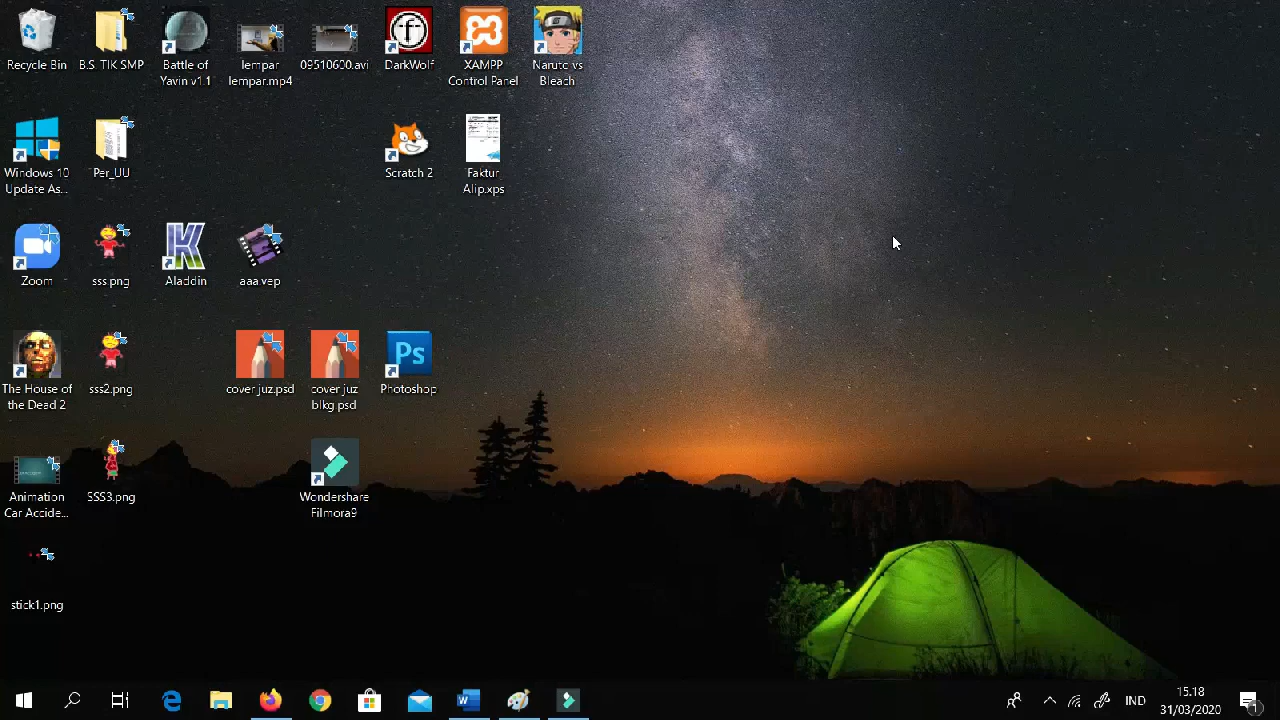 Recycle Bin
B.S. TIK SMP
Battle of
Yavin v1.1
lempar
lempar.mp4
09510600.avi
DarkWolf
XAMPP
Control Panel
Naruto vs
Bleach
Windows 10
Update As...
Per_UU
Scratch 2
Faktur
Alip.xps
Zoom
sss.png
Aladdin
aaa.vep
The House of
the Dead 2
sss2.png
cover juz.psd
cover juz
blkg.psd
Ps
Photoshop
Animation
Car Accide...
SSS3.png
Wondershare
Filmora9
stick1.png
IND
15.18
31/03/2020